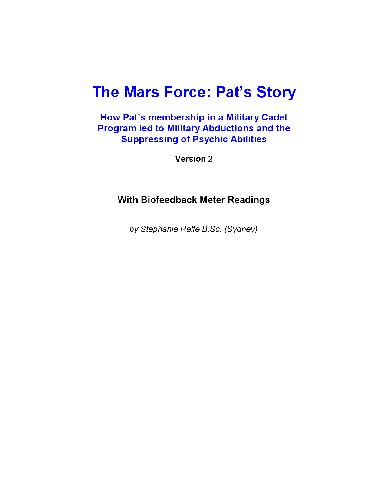 The Mars Force: Pat's Story
How Pat's membership in a Military Cadet
Program led to Military Abductions and the
Suppressing of Psychic Abilities
Version 2
With Biofeedback Meter Readings
by Stephanie Relfe B.Sc. (Sydney)